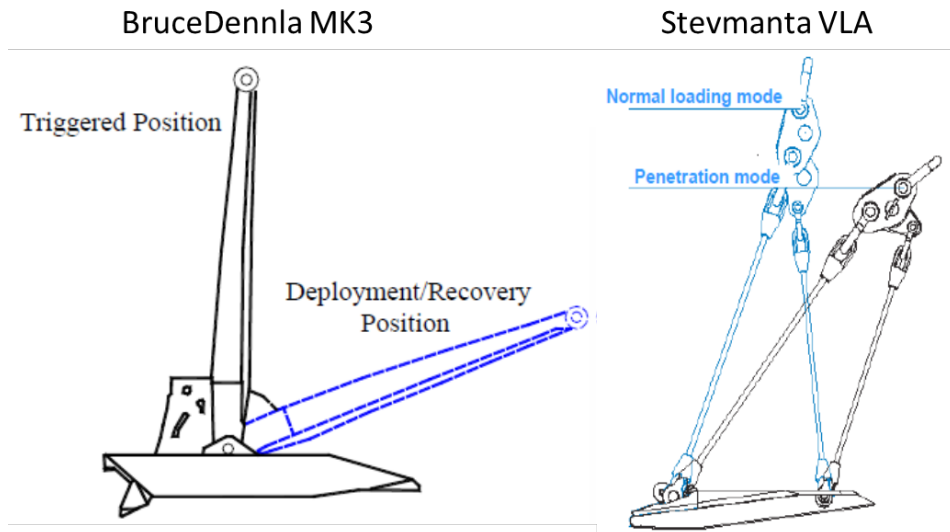 BruceDennla MK3
Stevmanta VLA
Triggered Position
Deployment/Recovery
Position
Normal loading mode
Penetration mode